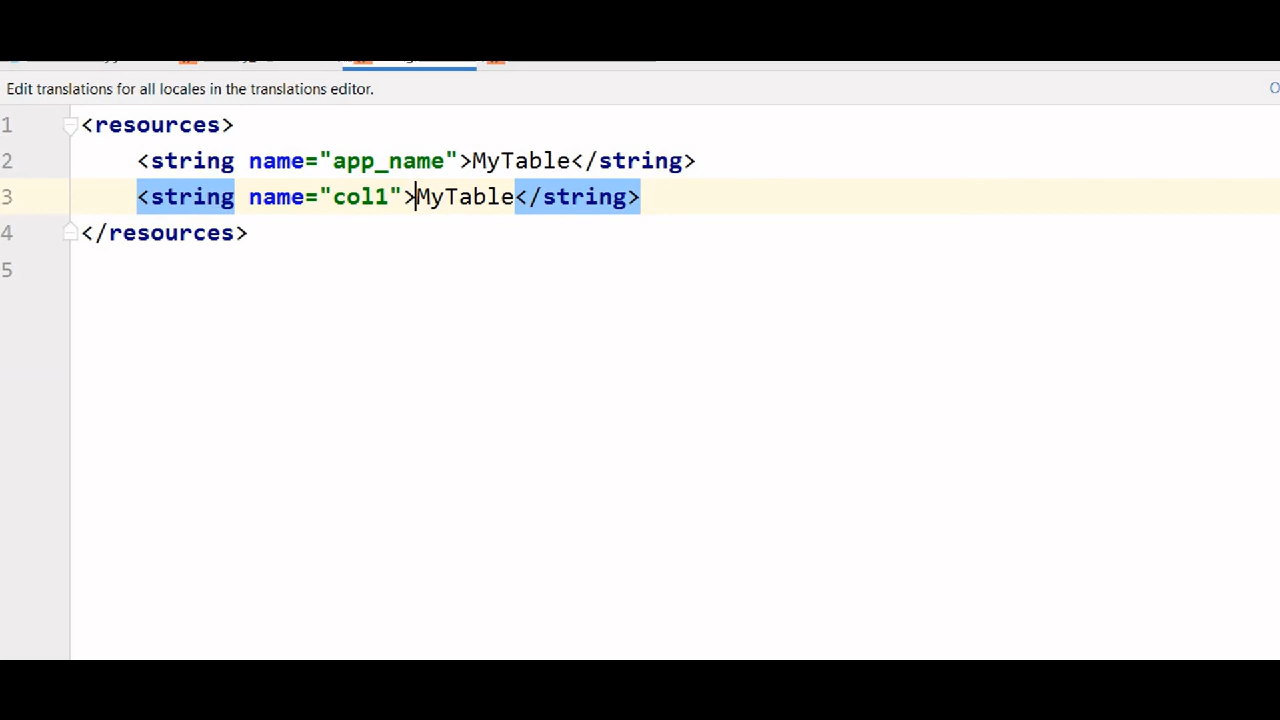 Edit translations for all locales in the translations editor.
1 <resources>
2 <string name="app_name">MyTable</string>
3 <string name="col1">MyTable</string>
4 </resources>
5